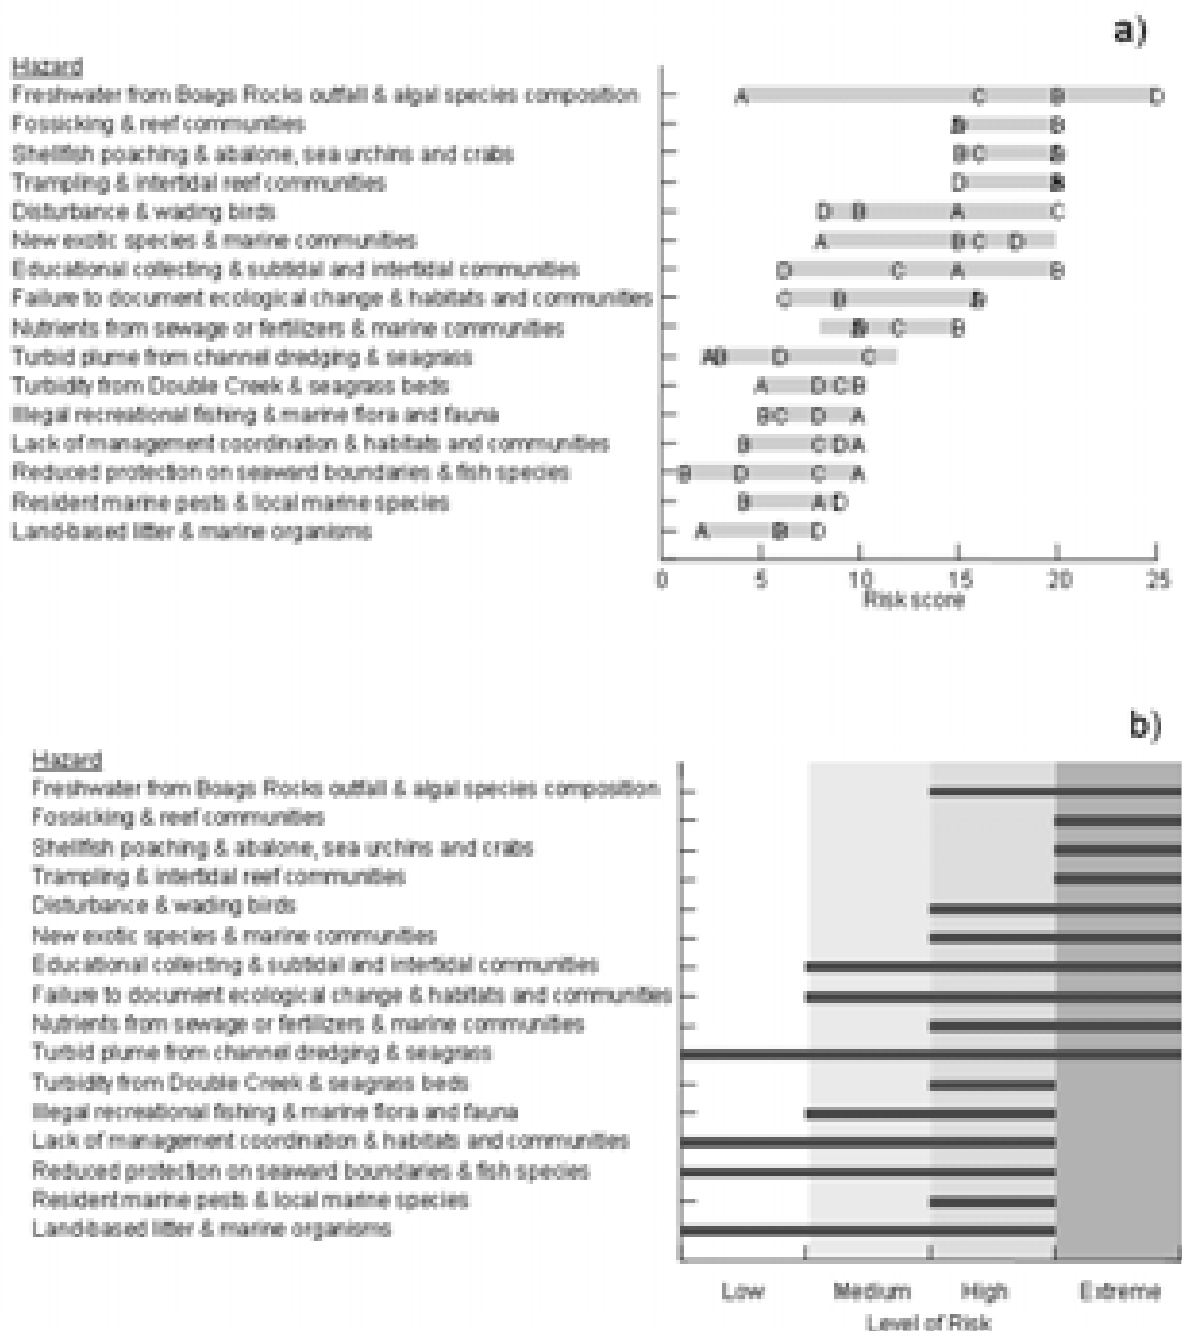 a)
Hazard
Freshwater from Boags Rocks outfall & algal species composition
A C B D
Fossicking & reef communities
B
Shellfish poaching & abalone, sea urchins and crabs
B C
Trampling & intertidal reef communities
D
Disturbance & wading birds
D B A C
New exotic species & marine communities
A B C D
Educational collecting & subtidal and intertidal communities
D C A B
Failure to document ecological change & habitats and communities
C B
Nutrients from sewage or fertilizers & marine communities
C B
Turbid plume from channel dredging & seagrass
A D C
Turbidity from Double Creek & seagrass beds
A D C B
Illegal recreational fishing & marine flora and fauna
B C D A
Lack of management coordination & habitats and communities
B C D A
Reduced protection on seaward boundaries & fish species
B D C A
Resident marine pests & local marine species
B A D
Land-based litter & marine organisms
A B D
0 5 10 15 20 25
Risk score
b)
Hazard
Freshwater from Boags Rocks outfall & algal species composition
Fossicking & reef communities
Shellfish poaching & abalone, sea urchins and crabs
Trampling & intertidal reef communities
Disturbance & wading birds
New exotic species & marine communities
Educational collecting & subtidal and intertidal communities
Failure to document ecological change & habitats and communities
Nutrients from sewage or fertilizers & marine communities
Turbid plume from channel dredging & seagrass
Turbidity from Double Creek & seagrass beds
Illegal recreational fishing & marine flora and fauna
Lack of management coordination & habitats and communities
Reduced protection on seaward boundaries & fish species
Resident marine pests & local marine species
Land-based litter & marine organisms
Low Medium High Extreme
Level of Risk